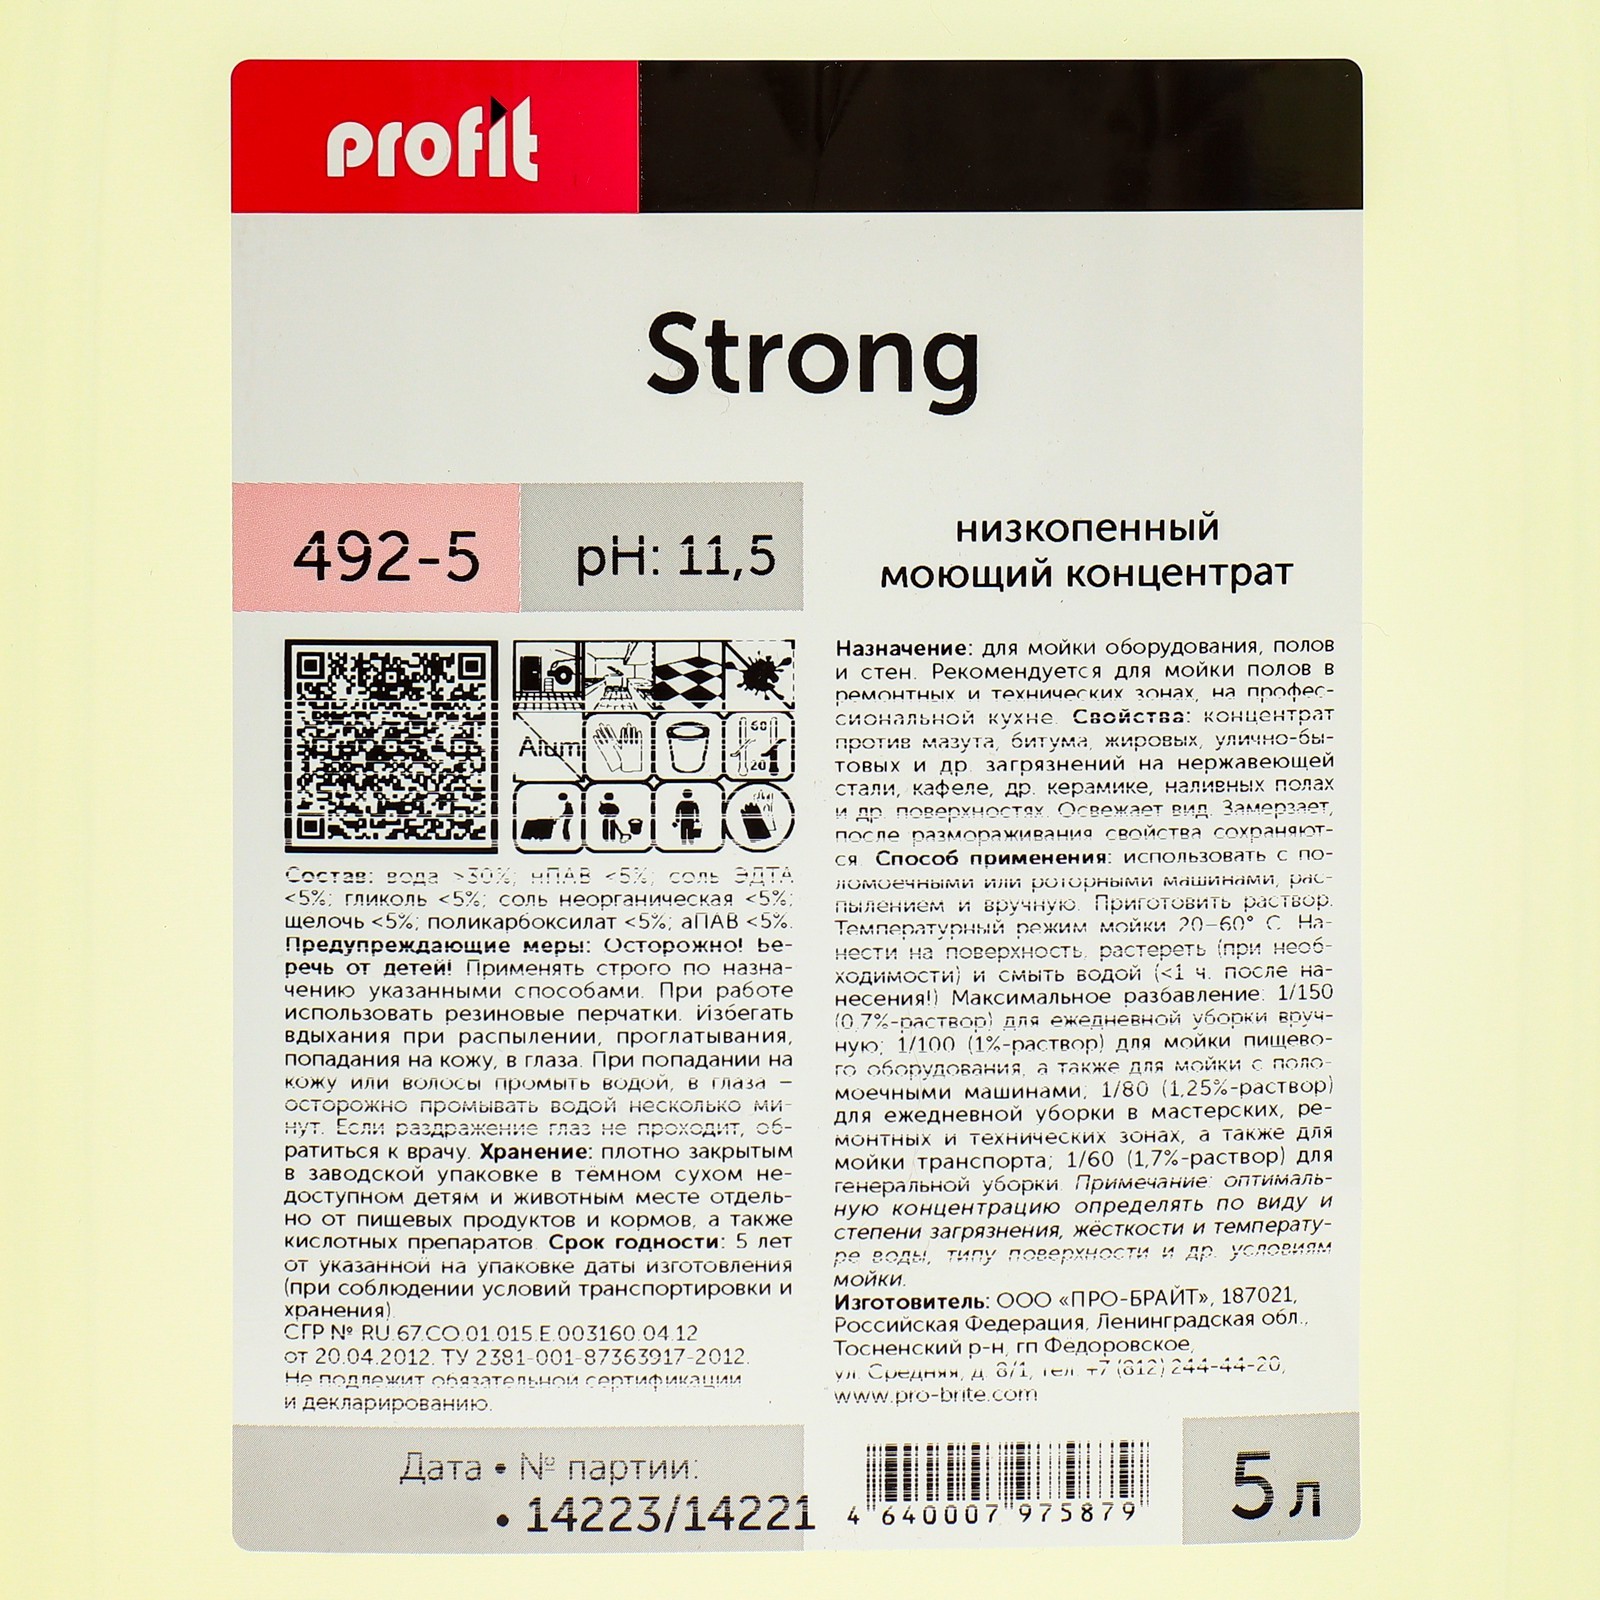 profit
Strong
492-5
pH: 11,5
низкопенный
моющий концентрат
Alum
60
20
Состав: вода >30%; нПАВ <5%; соль ЭДТА
<5%; гликоль <5%; соль неорганическая <5%;
щелочь <5%; поликарбоксилат <5%; аПАВ <5%.
Предупреждающие меры: Осторожно! Бе-
речь от детей! Применять строго по назна-
чению указанными способами. При работе
использовать резиновые перчатки. Избегать
вдыхания при распылении, проглатывания,
попадания на кожу, в глаза. При попадании на
кожу или волосы промыть водой, в глаза –
осторожно промывать водой несколько ми-
нут. Если раздражение глаз не проходит, об-
ратиться к врачу. Хранение: плотно закрытым
в заводской упаковке в тёмном сухом не-
доступном детям и животным месте отдель-
но от пищевых продуктов и кормов, а также
кислотных препаратов. Срок годности: 5 лет
от указанной на упаковке даты изготовления
(при соблюдении условий транспортировки и
хранения).
СГР № RU.67.CO.01.015.E.003160.04.12
от 20.04.2012. ТУ 2381-001-87363917-2012.
Не подлежит обязательной сертификации
и декларированию.
Назначение: для мойки оборудования, полов
и стен. Рекомендуется для мойки полов в
ремонтных и технических зонах, на профес-
сиональной кухне. Свойства: концентрат
против мазута, битума, жировых, улично-бы-
товых и др. загрязнений на нержавеющей
стали, кафеле, др. керамике, наливных полах
и др. поверхностях. Освежает вид. Замерзает,
после размораживания свойства сохраняют-
ся. Способ применения: использовать с по-
ломоечными или роторными машинами, рас-
пылением и вручную. Приготовить раствор.
Температурный режим мойки 20–60° С. На-
нести на поверхность, растереть (при необ-
ходимости) и смыть водой (<1 ч. после на-
несения!) Максимальное разбавление: 1/150
(0,7%-раствор) для ежедневной уборки вруч-
ную; 1/100 (1%-раствор) для мойки пищево-
го оборудования, а также для мойки с поло-
моечными машинами; 1/80 (1,25%-раствор)
для ежедневной уборки в мастерских, ре-
монтных и технических зонах, а также для
мойки транспорта; 1/60 (1,7%-раствор) для
генеральной уборки. Примечание: оптималь-
ную концентрацию определять по виду и
степени загрязнения, жёсткости и температу-
ре воды, типу поверхности и др. условиям
мойки.
Изготовитель: ООО «ПРО-БРАЙТ», 187021,
Российская Федерация, Ленинградская обл.,
Тосненский р-н, гп Фёдоровское,
ул. Средняя, д. 8/1, тел. +7 (812) 244-44-20,
www.pro-brite.com
Дата • № партии:
• 14223/14221
4 640007 975879
5 л